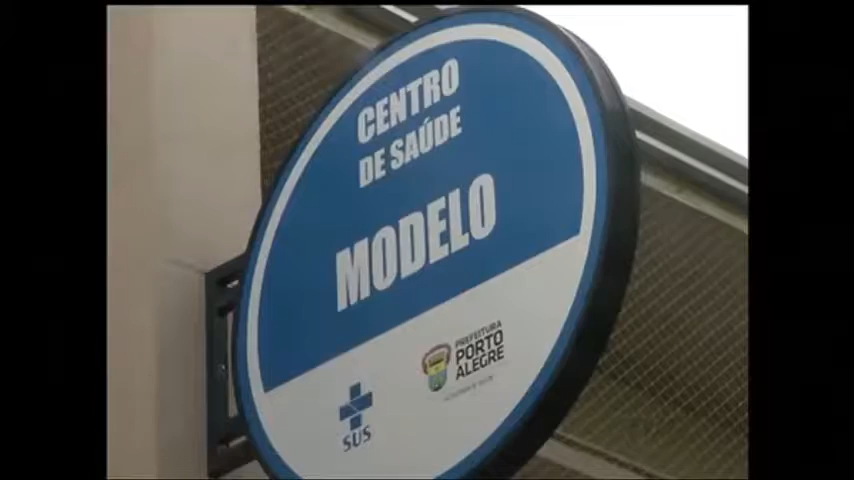 CENTRO
DE SAÚDE
MODELO
SUS
PREFEITURA
PORTO
ALEGRE